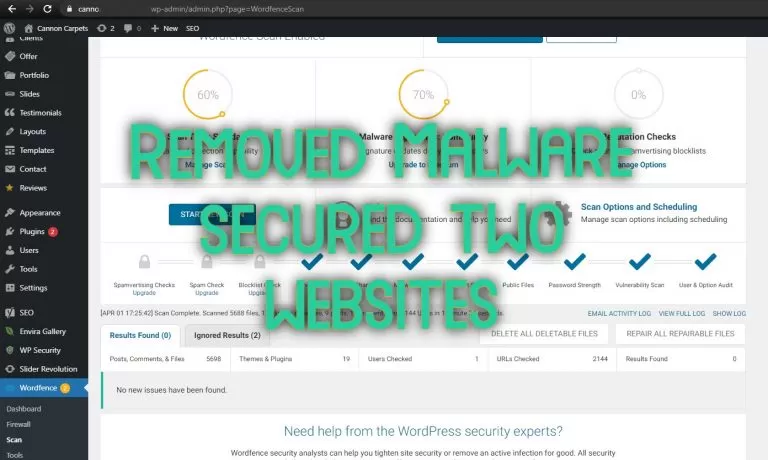 canno.
wp-admin/admin.php?page=WordfenceScan
Cannon Carpets 2 0 + New SEO
Clients
Offer
Portfolio
Slides
Testimonials
Layouts
Templates
Contact
Reviews
Appearance
Plugins 2
Users
Tools
Settings
SEO
Envira Gallery
WP Security
Slider Revolution
Wordfence 2
Dashboard
Firewall
Scan
Tools
Wordfence Scan Enabled
60% 70% 0%
Removed Malware
Secured Two
Websites
Malware
Reputation Checks
Manage Scan
Upgrade to
Manage Options
Scan Options and Scheduling
Manage scan options including scheduling
Spamvertising Checks
Upgrade
Spam Check
Upgrade
Blocklist Check
Upgrade
Public Files
Password Strength
Vulnerability Scan
User & Option Audit
[APR 01 17:25:42] Scan Complete. Scanned 5688 files,
EMAIL ACTIVITY LOG VIEW FULL LOG SHOW LOG
Results Found (0) Ignored Results (2)
DELETE ALL DELETABLE FILES REPAIR ALL REPAIRABLE FILES
Posts, Comments, & Files 5698 Themes & Plugins 19 Users Checked 1 URLs Checked 2144 Results Found 0
No new issues have been found.
Need help from the WordPress security experts?
Wordfence security analysts can help you tighten site security or remove an active infection for good. All security